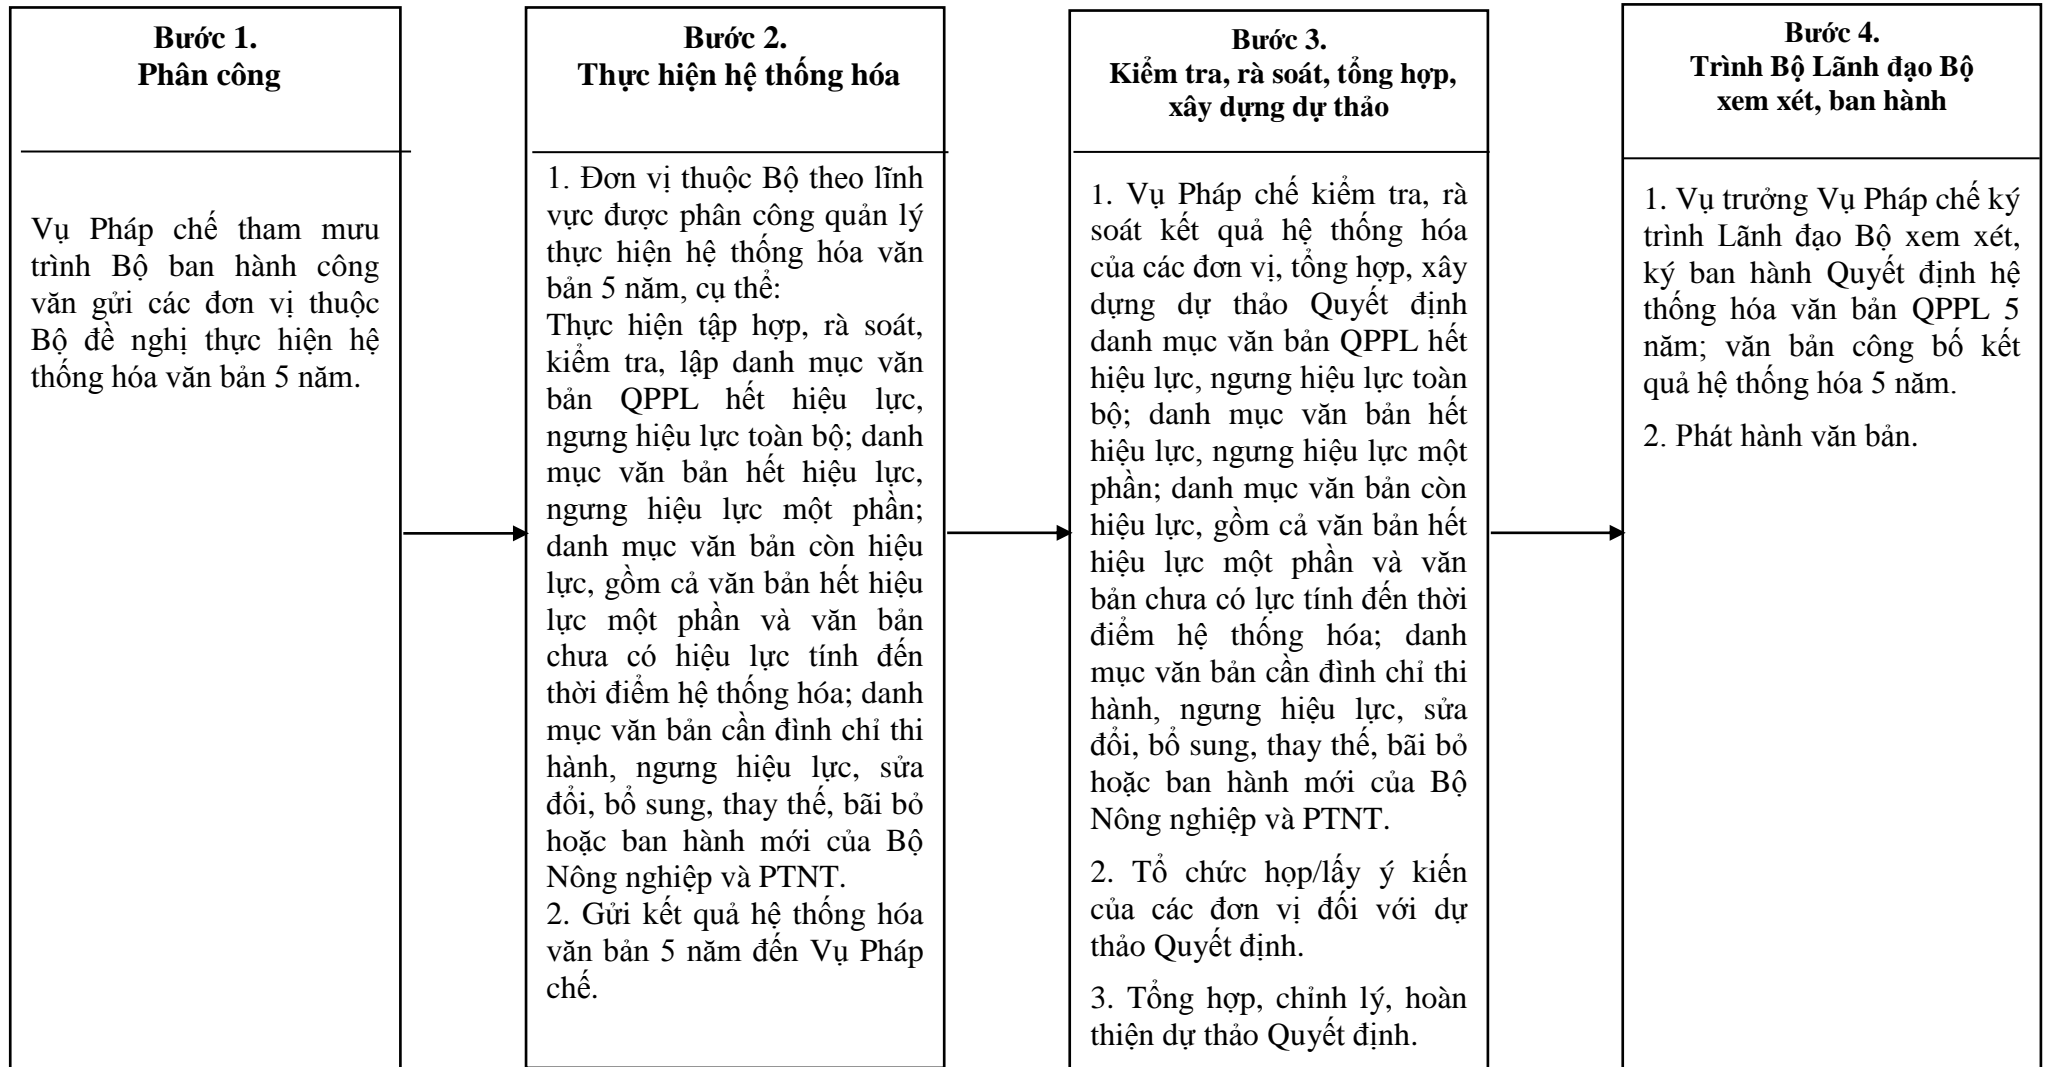 Bước 1.
Phân công
Vụ Pháp chế tham mưu
trình Bộ ban hành công
văn gửi các đơn vị thuộc
Bộ đề nghị thực hiện hệ
thống hóa văn bản 5 năm.
Bước 2.
Thực hiện hệ thống hóa
1. Đơn vị thuộc Bộ theo lĩnh
vực được phân công quản lý
thực hiện hệ thống hóa văn
bản 5 năm, cụ thể:
Thực hiện tập hợp, rà soát,
kiểm tra, lập danh mục văn
bản QPPL hết hiệu lực,
ngưng hiệu lực toàn bộ; danh
mục văn bản hết hiệu lực,
ngưng hiệu lực một phần;
danh mục văn bản còn hiệu
lực, gồm cả văn bản hết hiệu
lực một phần và văn bản
chưa có hiệu lực tính đến
thời điểm hệ thống hóa; danh
mục văn bản cần đình chỉ thi
hành, ngưng hiệu lực, sửa
đổi, bổ sung, thay thế, bãi bỏ
hoặc ban hành mới của Bộ
Nông nghiệp và PTNT.
2. Gửi kết quả hệ thống hóa
văn bản 5 năm đến Vụ Pháp
chế.
Bước 3.
Kiểm tra, rà soát, tổng hợp,
xây dựng dự thảo
1. Vụ Pháp chế kiểm tra, rà
soát kết quả hệ thống hóa
của các đơn vị, tổng hợp, xây
dựng dự thảo Quyết định
danh mục văn bản QPPL hết
hiệu lực, ngưng hiệu lực toàn
bộ; danh mục văn bản hết
hiệu lực, ngưng hiệu lực một
phần; danh mục văn bản còn
hiệu lực, gồm cả văn bản hết
hiệu lực một phần và văn
bản chưa có lực tính đến thời
điểm hệ thống hóa; danh
mục văn bản cần đình chỉ thi
hành, ngưng hiệu lực, sửa
đổi, bổ sung, thay thế, bãi bỏ
hoặc ban hành mới của Bộ
Nông nghiệp và PTNT.
2. Tổ chức họp/lấy ý kiến
của các đơn vị đối với dự
thảo Quyết định.
3. Tổng hợp, chỉnh lý, hoàn
thiện dự thảo Quyết định.
Bước 4.
Trình Bộ Lãnh đạo Bộ
xem xét, ban hành
1. Vụ trưởng Vụ Pháp chế ký
trình Lãnh đạo Bộ xem xét,
ký ban hành Quyết định hệ
thống hóa văn bản QPPL 5
năm; văn bản công bố kết
quả hệ thống hóa 5 năm.
2. Phát hành văn bản.